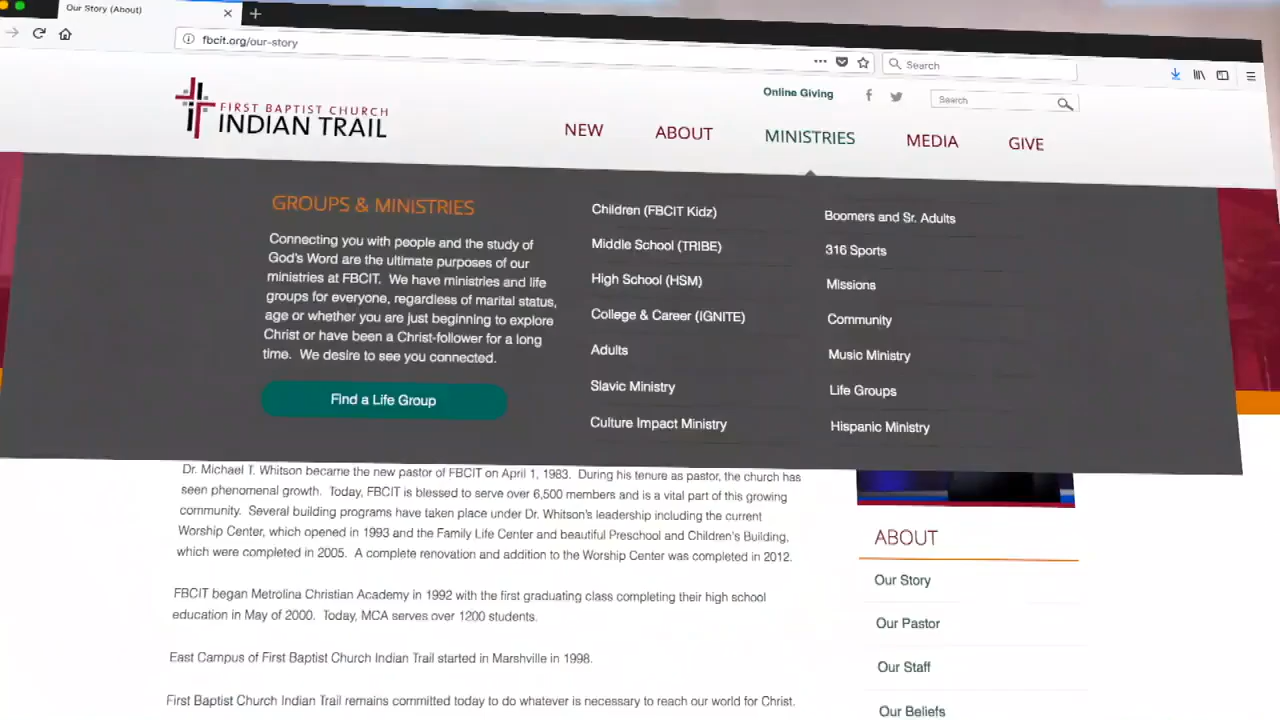 Our Story (About)
fbcit.org/our-story
Search
Online Giving
Search
FIRST BAPTIST CHURCH
INDIAN TRAIL
NEW
ABOUT
MINISTRIES
MEDIA
GIVE
GROUPS & MINISTRIES
Connecting you with people and the study of
God's Word are the ultimate purposes of our
ministries at FBCIT. We have ministries and life
groups for everyone, regardless of marital status,
age or whether you are just beginning to explore
Christ or have been a Christ-follower for a long
time. We desire to see you connected.
Find a Life Group
Children (FBCIT Kidz)
Middle School (TRIBE)
High School (HSM)
College & Career (IGNITE)
Adults
Slavic Ministry
Culture Impact Ministry
Boomers and Sr. Adults
316 Sports
Missions
Community
Music Ministry
Life Groups
Hispanic Ministry
Dr. Michael T. Whitson became the new pastor of FBCIT on April 1, 1983. During his tenure as pastor, the church has
seen phenomenal growth. Today, FBCIT is blessed to serve over 6,500 members and is a vital part of this growing
community. Several building programs have taken place under Dr. Whitson's leadership including the current
Worship Center, which opened in 1993 and the Family Life Center and beautiful Preschool and Children's Building,
which were completed in 2005. A complete renovation and addition to the Worship Center was completed in 2012.
FBCIT began Metrolina Christian Academy in 1992 with the first graduating class completing their high school
education in May of 2000. Today, MCA serves over 1200 students.
East Campus of First Baptist Church Indian Trail started in Marshville in 1998.
First Baptist Church Indian Trail remains committed today to do whatever is necessary to reach our world for Christ.
ABOUT
Our Story
Our Pastor
Our Staff
Our Beliefs